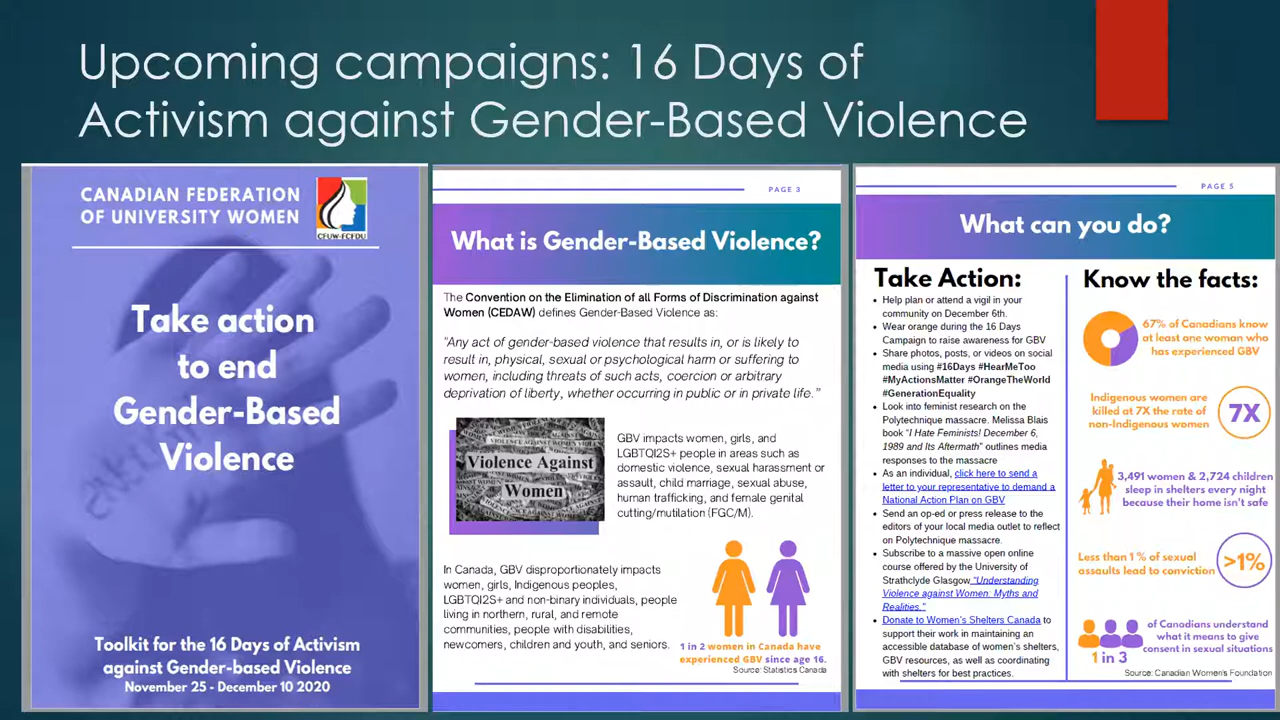 Upcoming campaigns: 16 Days of
Activism against Gender-Based Violence
CANADIAN FEDERATION
OF UNIVERSITY WOMEN
CFUW-FCFDU
Take action
to end
Gender-Based
Violence
Toolkit for the 16 Days of Activism
against Gender-based Violence
November 25 - December 10 2020
PAGE 3
What is Gender-Based Violence?
The Convention on the Elimination of all Forms of Discrimination against
Women (CEDAW) defines Gender-Based Violence as:
"Any act of gender-based violence that results in, or is likely to
result in, physical, sexual or psychological harm or suffering to
women, including threats of such acts, coercion or arbitrary
deprivation of liberty, whether occurring in public or in private life."
Violence Against
Women
GBV impacts women, girls, and
LGBTQI2S+ people in areas such as
domestic violence, sexual harassment or
assault, child marriage, sexual abuse,
human trafficking, and female genital
cutting/mutilation (FGC/M).
In Canada, GBV disproportionately impacts
women, girls, Indigenous peoples,
LGBTQI2S+ and non-binary individuals, people
living in northern, rural, and remote
communities, people with disabilities,
newcomers, children and youth, and seniors.
1 in 2 women in Canada have
experienced GBV since age 16.
Source: Statistics Canada
PAGE 5
What can you do?
Take Action:
• Help plan or attend a vigil in your
community on December 6th.
• Wear orange during the 16 Days
Campaign to raise awareness for GBV
• Share photos, posts, or videos on social
media using #16Days #HearMeToo
#MyActionsMatter #OrangeTheWorld
#GenerationEquality
• Look into feminist research on the
Polytechnique massacre. Melissa Blais
book "I Hate Feminists! December 6,
1989 and Its Aftermath" outlines media
responses to the massacre
• As an individual, click here to send a
letter to your representative to demand a
National Action Plan on GBV
• Send an op-ed or press release to the
editors of your local media outlet to reflect
on Polytechnique massacre.
• Subscribe to a massive open online
course offered by the University of
Strathclyde Glasgow "Understanding
Violence against Women: Myths and
Realities."
• Donate to Women's Shelters Canada to
support their work in maintaining an
accessible database of women's shelters,
GBV resources, as well as coordinating
with shelters for best practices.
Know the facts:
67% of Canadians know
at least one woman who
has experienced GBV
Indigenous women are
killed at 7X the rate of
non-Indigenous women
7X
3,491 women & 2,724 children
sleep in shelters every night
because their home isn't safe
Less than 1 % of sexual
assaults lead to conviction
>1%
of Canadians understand
what it means to give
consent in sexual situations
1 in 3
Source: Canadian Women's Foundation